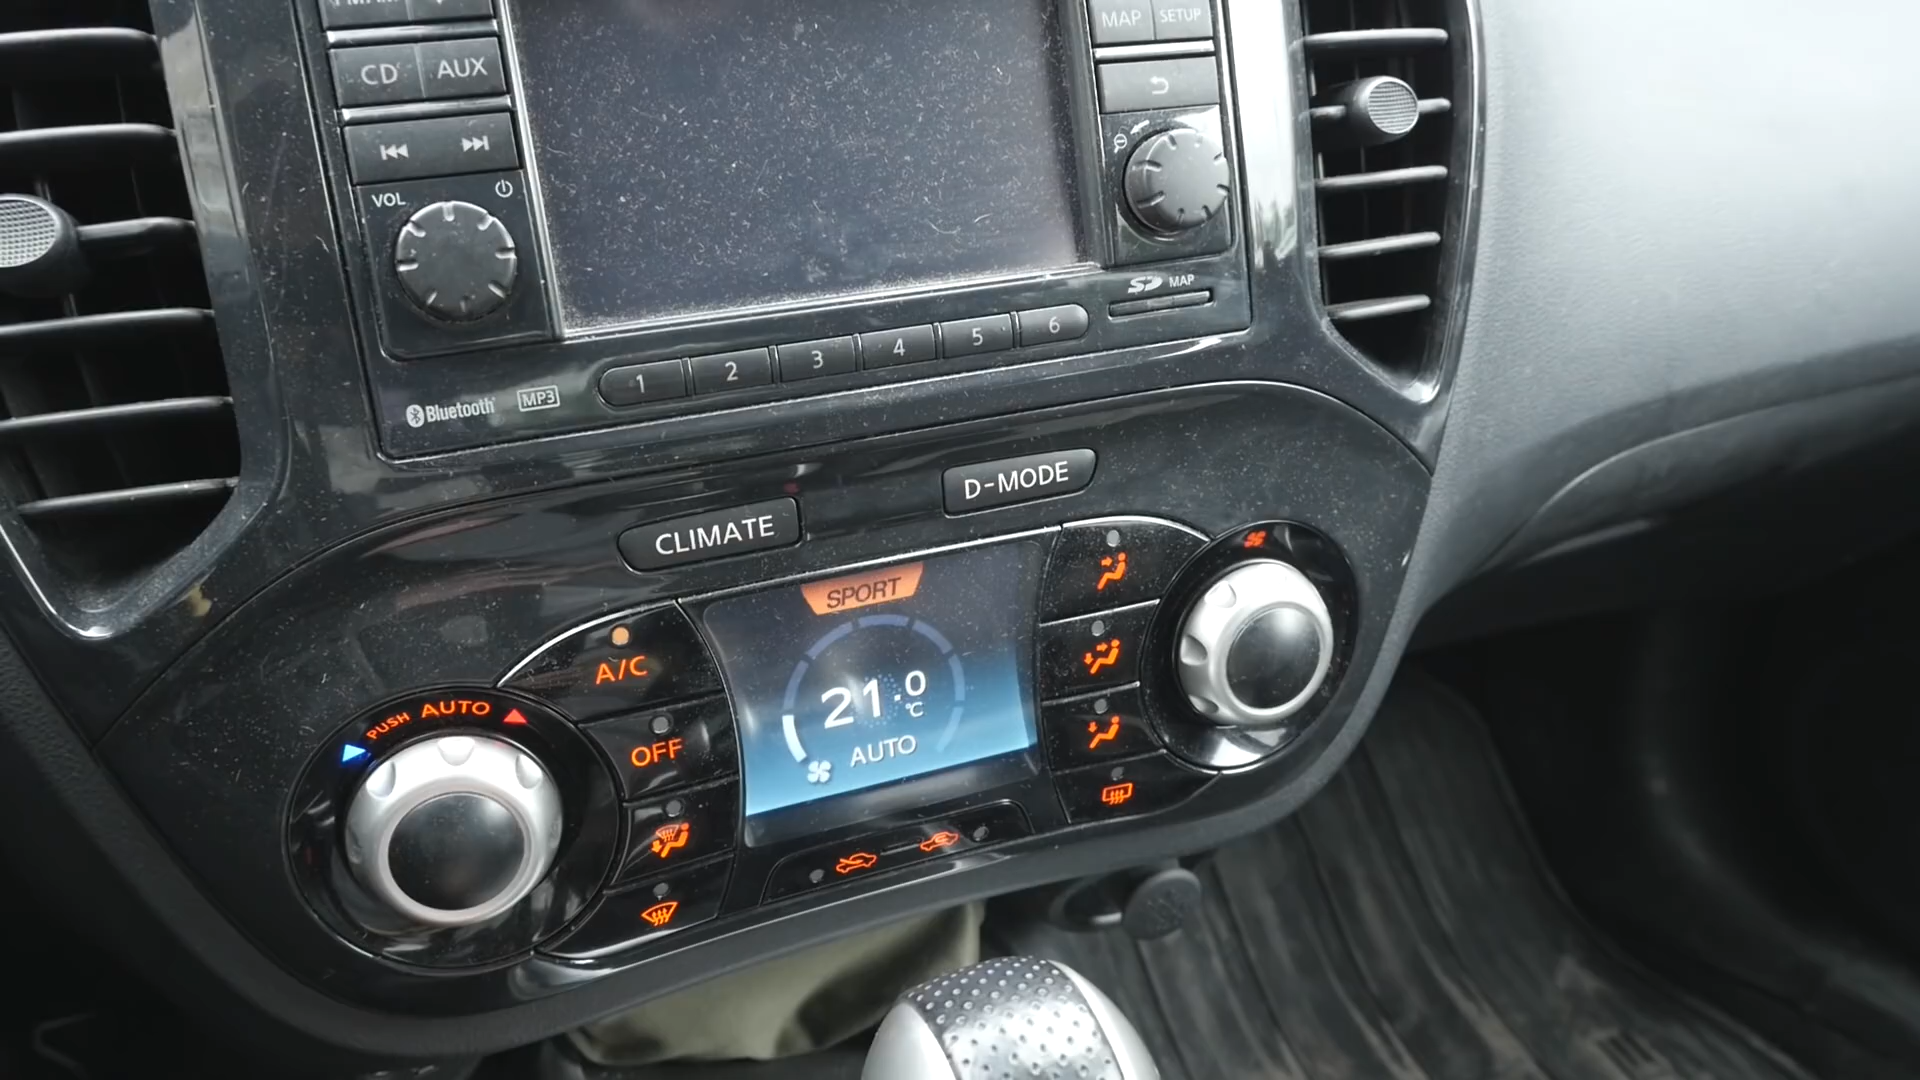 CD AUX
MAP SETUP
VOL
SD MAP
1 2 3 4 5 6
Bluetooth MP3
CLIMATE
D-MODE
SPORT
A/C
PUSH AUTO
OFF
21.0
°C
AUTO